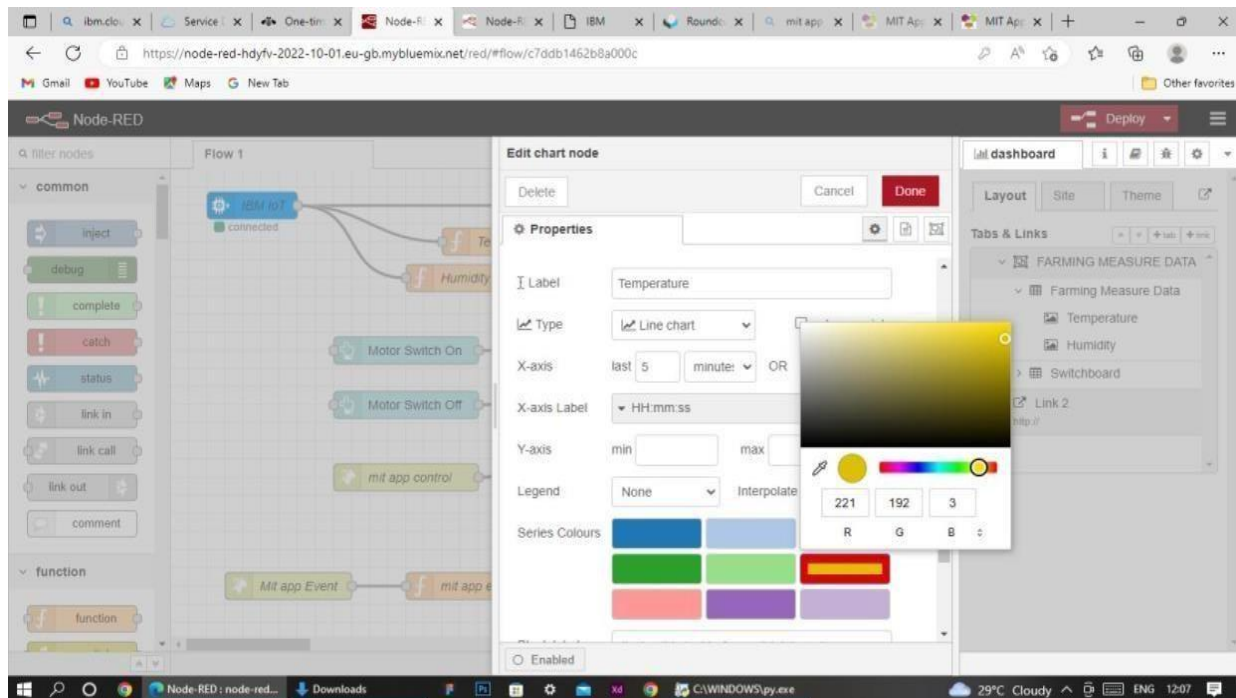 ibm.clou
Service
One-tim
Node-R
Node-R
IBM
Roundc
mit app
MIT App
MIT App
https://node-red-hdyfv-2022-10-01.eu-gb.mybluemix.net/red/#flow/c7ddb1462b8a000c
Gmail YouTube Maps New Tab Other favorites
Node-RED Deploy
filter nodes
common
inject
debug
complete
catch
status
link in
link call
link out
comment
function
function
Flow 1
IBM IoT
connected
Te
Humidity
Motor Switch On
Motor Switch Off
mit app control
Mit app Event
mit app e
Edit chart node
Delete Cancel Done
Properties
Label Temperature
Type Line chart
X-axis last 5 minute: OR
X-axis Label HH:mm:ss
Y-axis min max
Legend None Interpolate
Series Colours
221 192 3
R G B
Enabled
dashboard
Layout Site Theme
Tabs & Links
tab link
FARMING MEASURE DATA
Farming Measure Data
Temperature
Humidity
Switchboard
Link 2
http://
Node-RED : node-red... Downloads C:\WINDOWS\py.exe 29°C Cloudy ENG 12:07